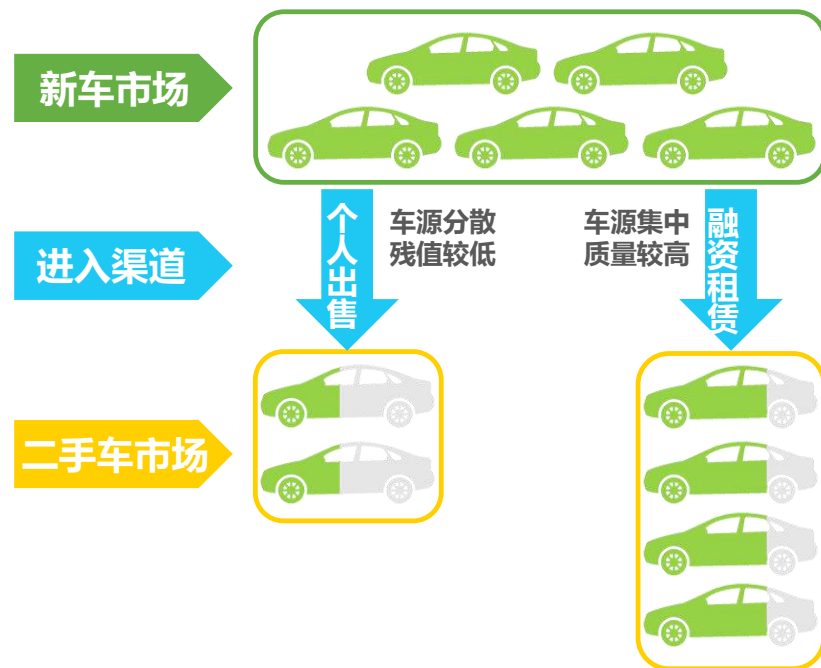 新车市场
进入渠道
个人出售
车源分散
残值较低
车源集中
质量较高
融资租赁
二手车市场